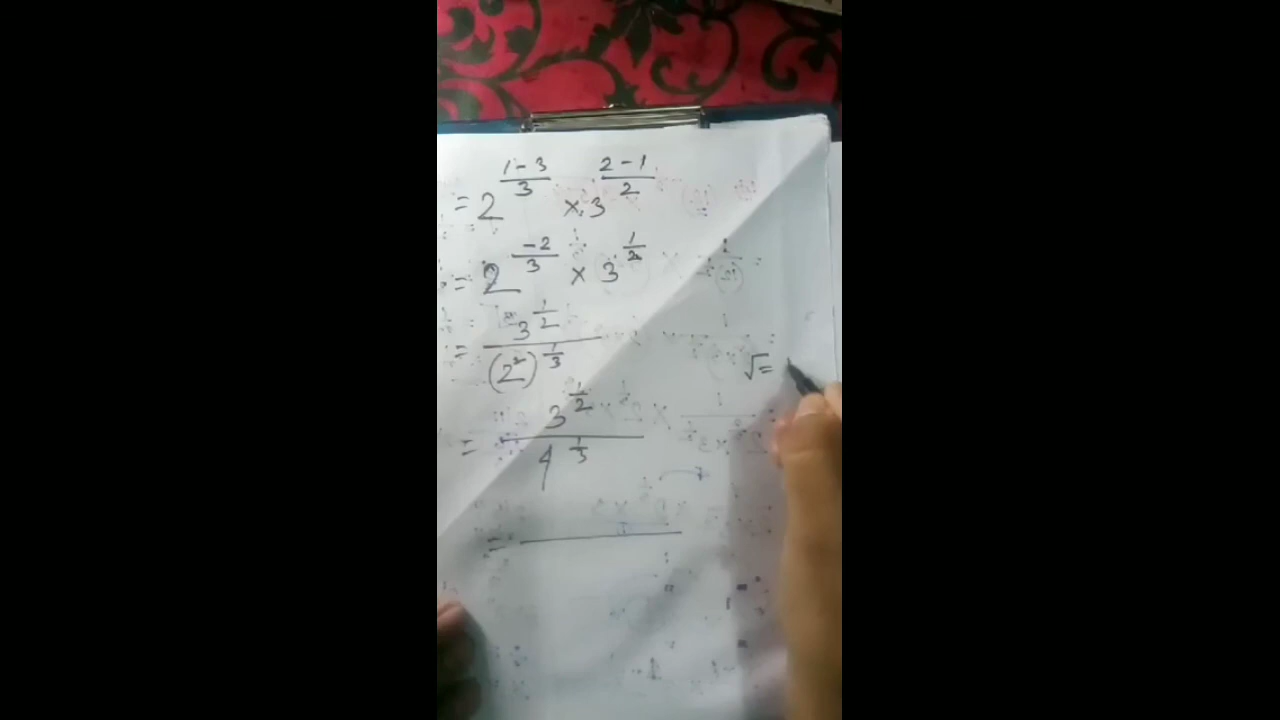 = 2^((1-3)/3) × 3^((2-1)/2)
= 2^(-2/3) × 3^(1/2)
= 3^(1/2) / (2^2)^(1/3)
√=
= 3^(1/2) / 4^(1/3)
=